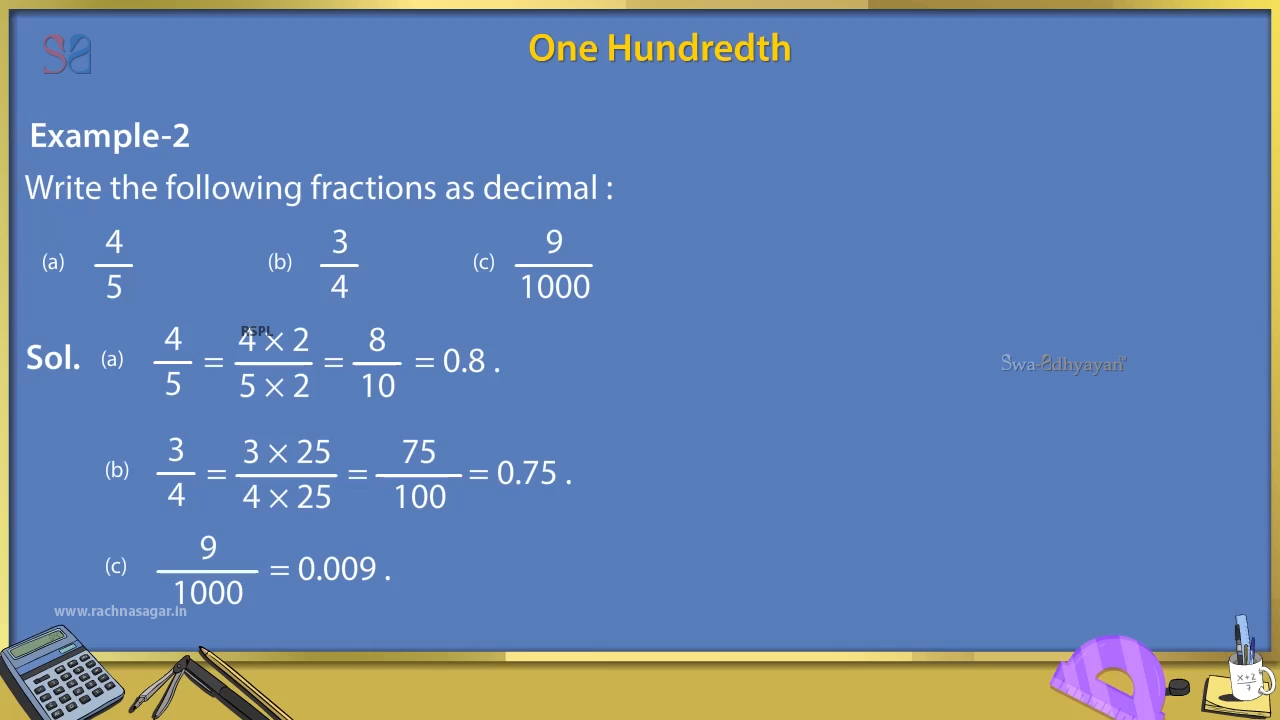 sa
One Hundredth
Example-2
Write the following fractions as decimal :
(a) 4/5 (b) 3/4 (c) 9/1000
RSPL
Sol. (a) 4/5 = 4 × 2/5 × 2 = 8/10 = 0.8 .
Swa-adhyayan
(b) 3/4 = 3 × 25/4 × 25 = 75/100 = 0.75 .
(c) 9/1000 = 0.009 .
www.rachnasagar.in